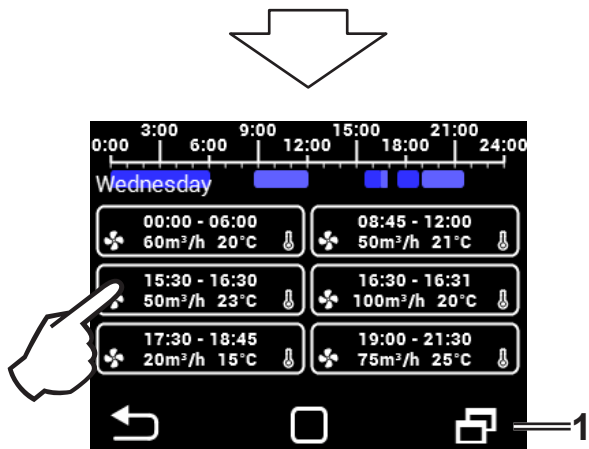 3:00 9:00 15:00 21:00
0:00 6:00 12:00 18:00 24:00
Wednesday
00:00 - 06:00
60m³/h 20°C
08:45 - 12:00
50m³/h 21°C
15:30 - 16:30
50m³/h 23°C
16:30 - 16:31
100m³/h 20°C
17:30 - 18:45
20m³/h 15°C
19:00 - 21:30
75m³/h 25°C
1